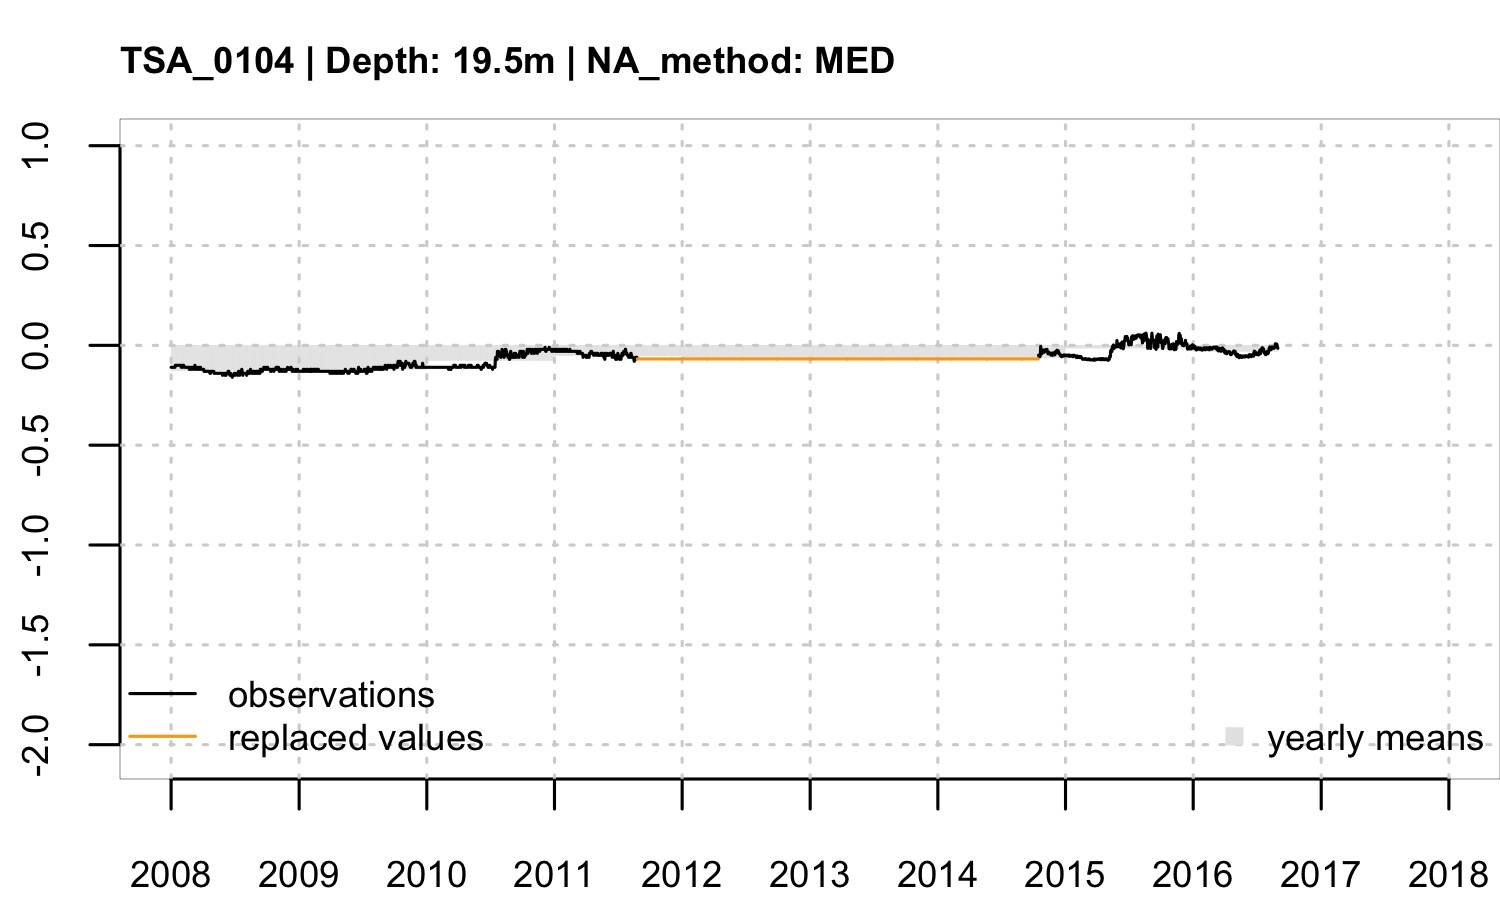 TSA_0104 | Depth: 19.5m | NA_method: MED
1.0
0.5
0.0
-0.5
-1.0
-1.5
-2.0
observations
replaced values
yearly means
2008 2009 2010 2011 2012 2013 2014 2015 2016 2017 2018